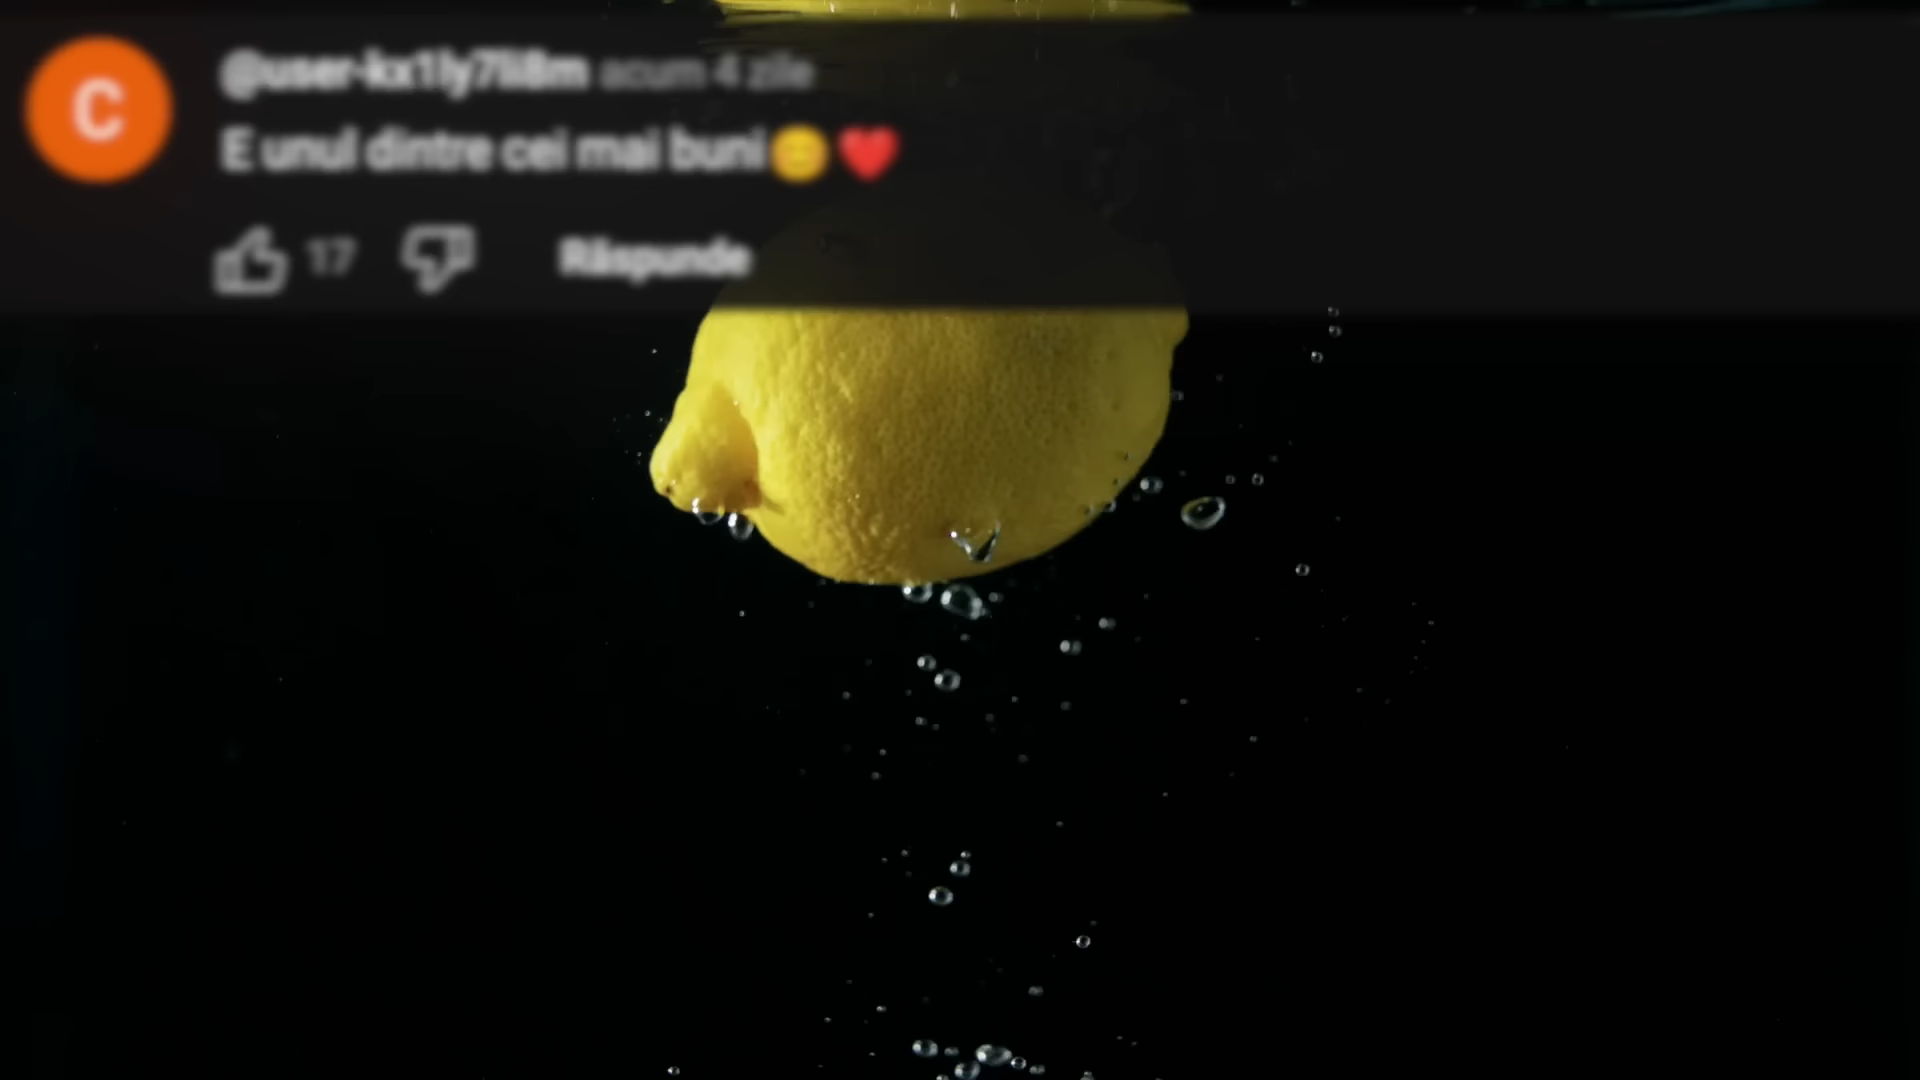 C
@user-kx1ly7li8m acum 4 zile
E unul dintre cei mai buni😊❤️
17
Răspunde